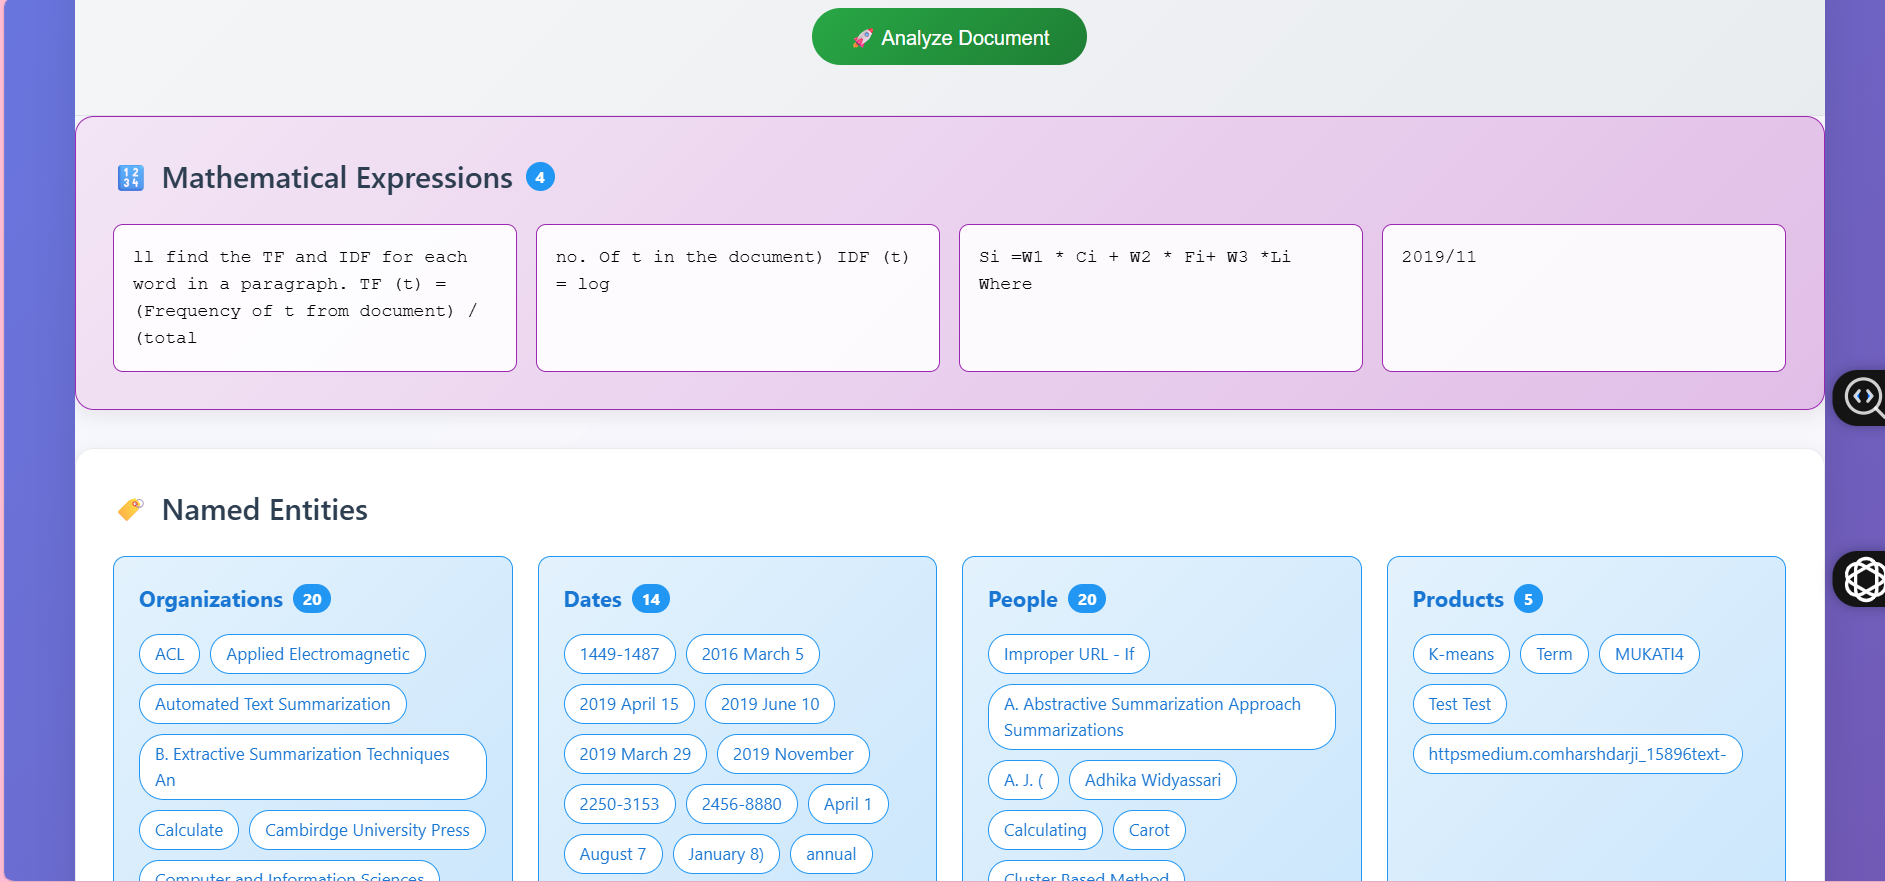 Analyze Document
Mathematical Expressions 4
ll find the TF and IDF for each
word in a paragraph. TF (t) =
(Frequency of t from document) /
(total
no. Of t in the document) IDF (t)
= log
Si =W1 * Ci + W2 * Fi+ W3 *Li
Where
2019/11
Named Entities
Organizations 20
ACL
Applied Electromagnetic
Automated Text Summarization
B. Extractive Summarization Techniques
An
Calculate
Cambirdge University Press
Computer and Information Sciences
Dates 14
1449-1487
2016 March 5
2019 April 15
2019 June 10
2019 March 29
2019 November
2250-3153
2456-8880
April 1
August 7
January 8)
annual
People 20
Improper URL - If
A. Abstractive Summarization Approach
Summarizations
A. J. (
Adhika Widyassari
Calculating
Carot
Cluster Based Method
Products 5
K-means
Term
MUKATI4
Test Test
httpsmedium.comharshdarji_15896text-